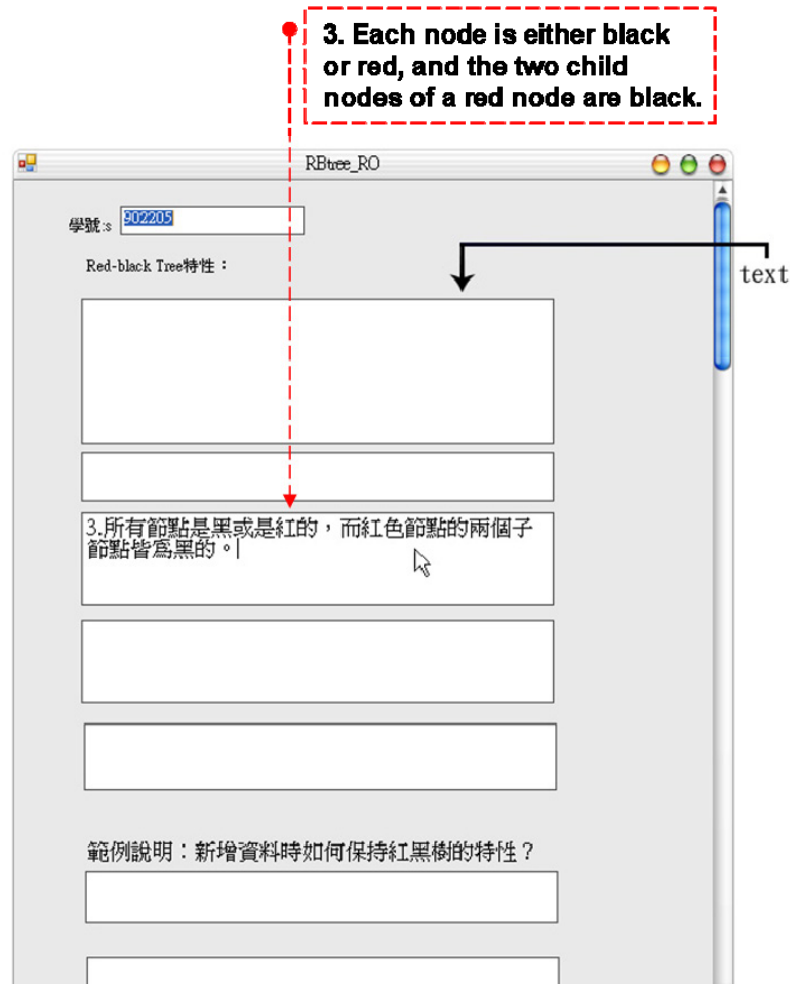 3. Each node is either black
or red, and the two child
nodes of a red node are black.
RBtree_RO
學號:s 902205
Red-black Tree特性：
text
3.所有節點是黑或是紅的，而紅色節點的兩個子
節點皆為黑的。
範例說明：新增資料時如何保持紅黑樹的特性？